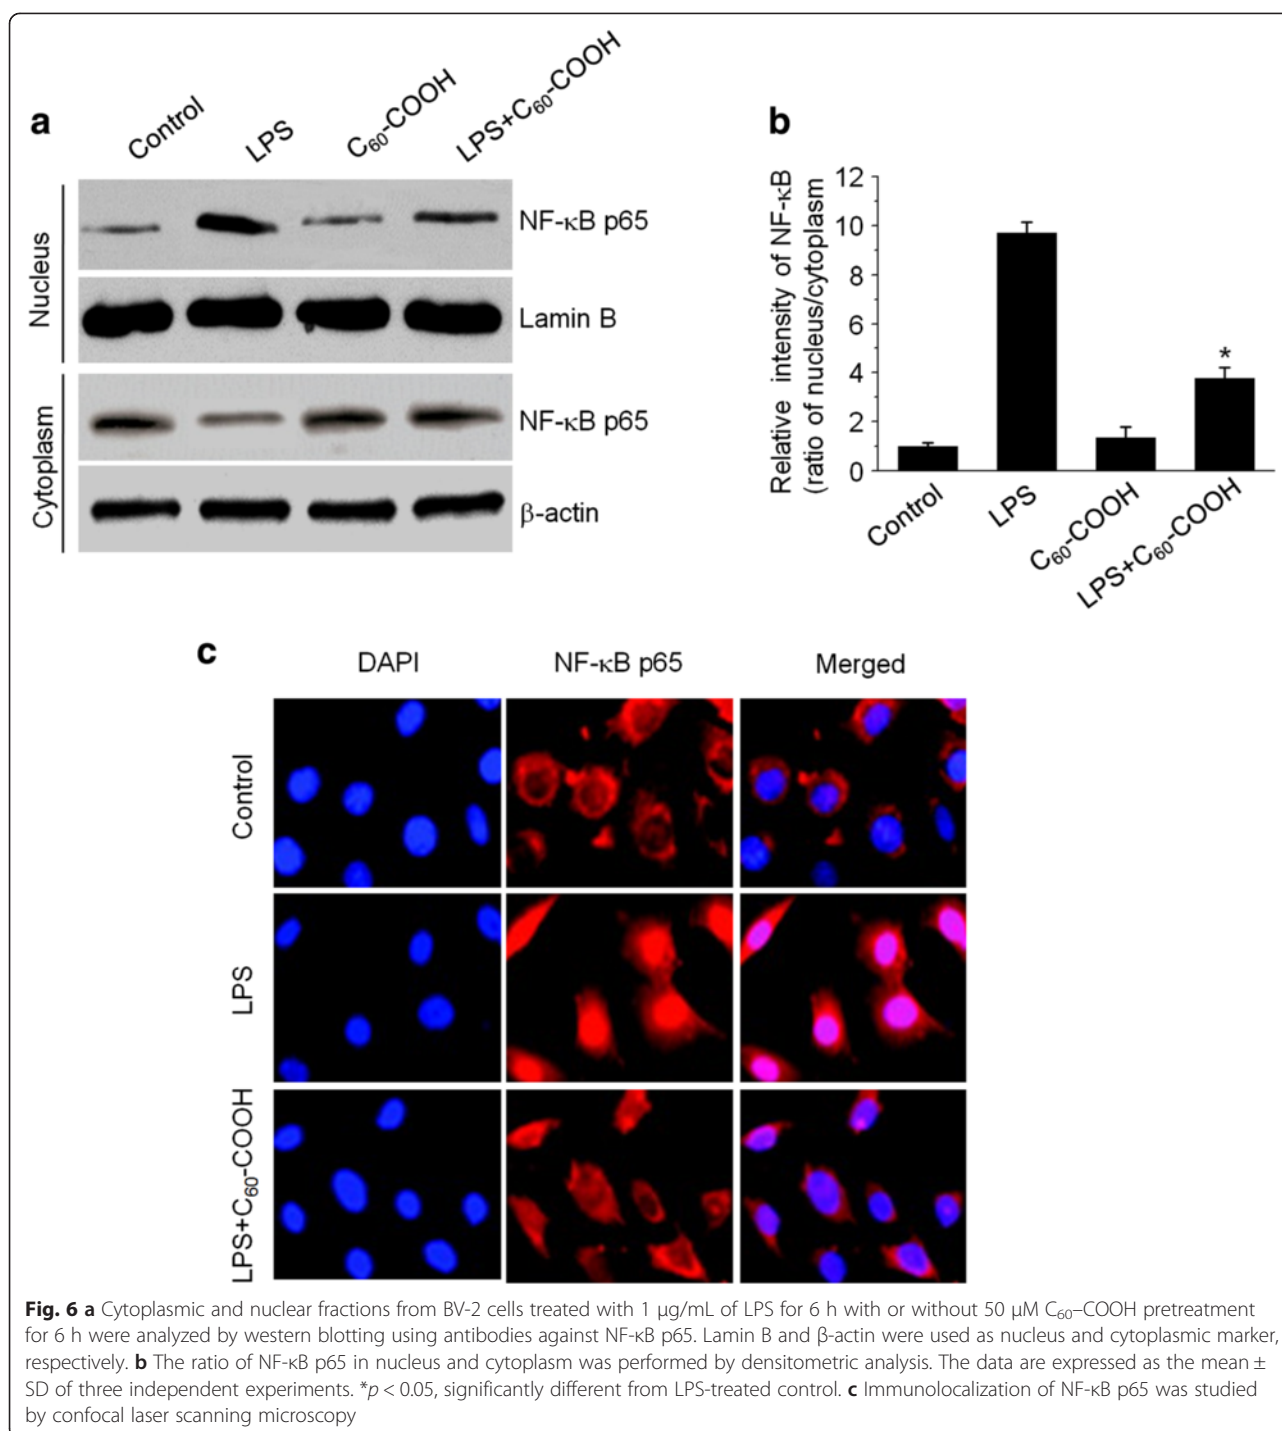 a
Control
LPS
C₆₀-COOH
LPS+C₆₀-COOH
Nucleus
NF-κB p65
Lamin B
Cytoplasm
NF-κB p65
β-actin
b
Relative intensity of NF-κB
(ratio of nucleus/cytoplasm
12
10
8
6
4
2
0
*
Control
LPS
C₆₀-COOH
LPS+C₆₀-COOH
c
DAPI
NF-κB p65
Merged
Control
LPS
LPS+C₆₀-COOH
Fig. 6 a Cytoplasmic and nuclear fractions from BV-2 cells treated with 1 μg/mL of LPS for 6 h with or without 50 μM C₆₀–COOH pretreatment
for 6 h were analyzed by western blotting using antibodies against NF-κB p65. Lamin B and β-actin were used as nucleus and cytoplasmic marker,
respectively. b The ratio of NF-κB p65 in nucleus and cytoplasm was performed by densitometric analysis. The data are expressed as the mean ±
SD of three independent experiments. *p < 0.05, significantly different from LPS-treated control. c Immunolocalization of NF-κB p65 was studied
by confocal laser scanning microscopy